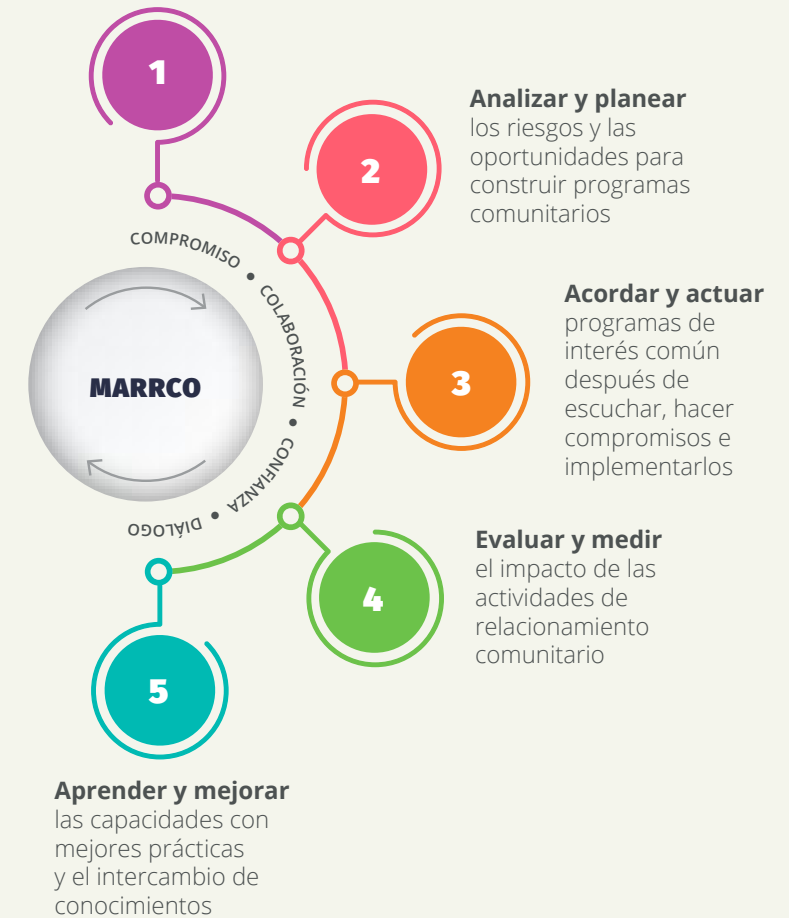 1
2
Analizar y planear
los riesgos y las
oportunidades para
construir programas
comunitarios
COMPROMISO • COLABORACIÓN • CONFIANZA • DIÁLOGO
MARRCO
3
Acordar y actuar
programas de
interés común
después de
escuchar, hacer
compromisos e
implementarlos
4
Evaluar y medir
el impacto de las
actividades de
relacionamiento
comunitario
5
Aprender y mejorar
las capacidades con
mejores prácticas
y el intercambio de
conocimientos